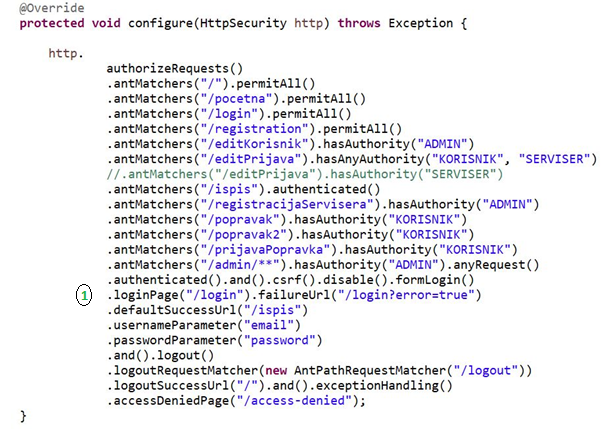 @Override
protected void configure(HttpSecurity http) throws Exception {
http.
authorizeRequests()
.antMatchers("/").permitAll()
.antMatchers("/pocetna").permitAll()
.antMatchers("/login").permitAll()
.antMatchers("/registration").permitAll()
.antMatchers("/editKorisnik").hasAuthority("ADMIN")
.antMatchers("/editPrijava").hasAnyAuthority("KORISNIK", "SERVISER")
//.antMatchers("/editPrijava").hasAuthority("SERVISER")
.antMatchers("/ispis").authenticated()
.antMatchers("/registracijaServisera").hasAuthority("ADMIN")
.antMatchers("/popravak").hasAuthority("KORISNIK")
.antMatchers("/popravak2").hasAuthority("KORISNIK")
.antMatchers("/prijavaPopravka").hasAuthority("KORISNIK")
.antMatchers("/admin/**").hasAuthority("ADMIN").anyRequest()
.authenticated().and().csrf().disable().formLogin()
1 .loginPage("/login").failureUrl("/login?error=true")
.defaultSuccessUrl("/ispis")
.usernameParameter("email")
.passwordParameter("password")
.and().logout()
.logoutRequestMatcher(new AntPathRequestMatcher("/logout"))
.logoutSuccessUrl("/").and().exceptionHandling()
.accessDeniedPage("/access-denied");
}